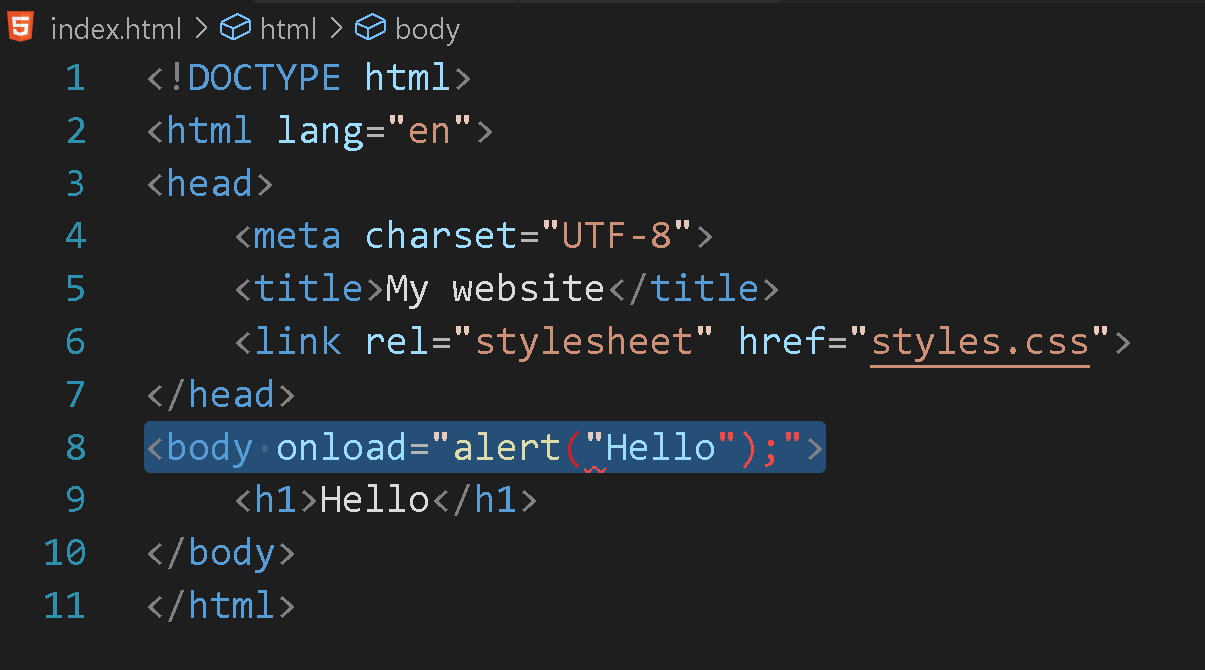 5 index.html > html > body
1 <!DOCTYPE html>
2 <html lang="en">
3 <head>
4     <meta charset="UTF-8">
5     <title>My website</title>
6     <link rel="stylesheet" href="styles.css">
7 </head>
8 <body onload="alert("Hello");">
9     <h1>Hello</h1>
10 </body>
11 </html>